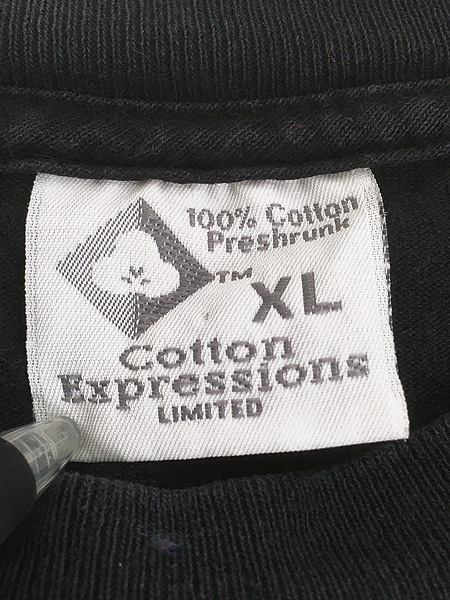 100% Cotton
Preshrunk
™ XL
Cotton
Expressions
LIMITED